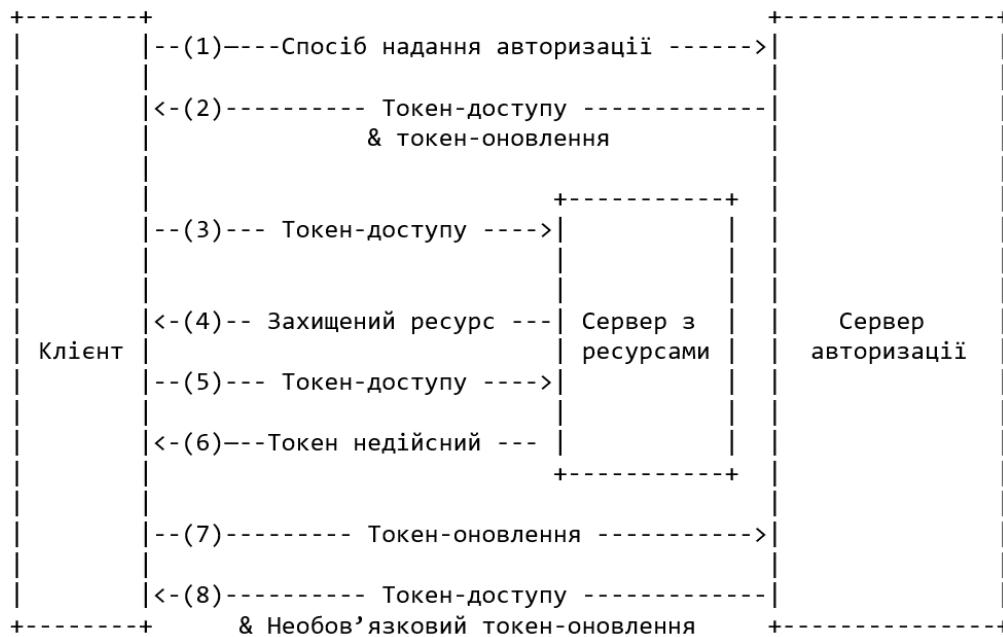 (1) Спосіб надання авторизації
(2) Токен-доступу
& токен-оновлення
(3) Токен-доступу
(4) Захищений ресурс Сервер з Сервер
Клієнт ресурсами авторизації
(5) Токен-доступу
(6) Токен недійсний
(7) Токен-оновлення
(8) Токен-доступу
& Необов’язковий токен-оновлення